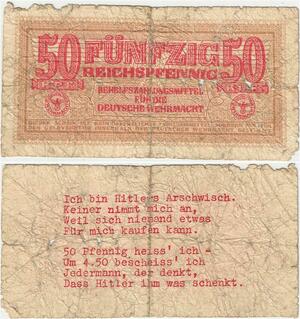 50 FÜNFZIG 50
REICHSPFENNIG
BEHELFSZAHLUNGSMITTEL
FÜR DIE
DEUTSCHE WEHRMACHT
Ich bin Hitlers Arschwisch.
Keiner nimmt mich an,
Weil sich niemand etwas
Für mich kaufen kann.
50 Pfennig heiss' ich -
Um 4.50 bescheiss' ich
Jedermann, der denkt,
Dass Hitler ihm was schenkt.